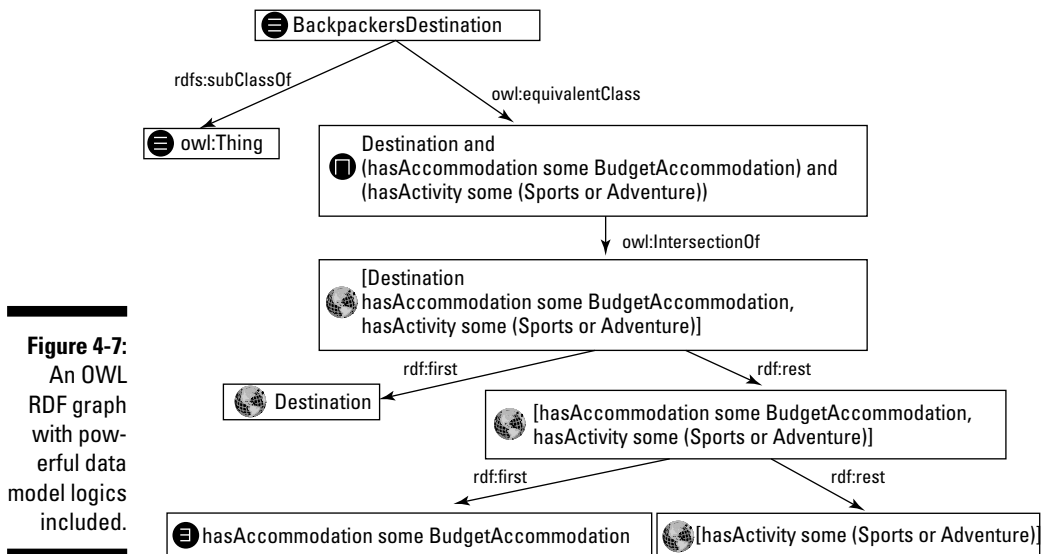 BackpackersDestination
rdfs:subClassOf
owl:equivalentClass
owl:Thing
Destination and
(hasAccommodation some BudgetAccommodation) and
(hasActivity some (Sports or Adventure))
owl:IntersectionOf
[Destination
hasAccommodation some BudgetAccommodation,
hasActivity some (Sports or Adventure)]
rdf:first
rdf:rest
Destination
[hasAccommodation some BudgetAccommodation,
hasActivity some (Sports or Adventure)]
rdf:first
rdf:rest
hasAccommodation some BudgetAccommodation
[hasActivity some (Sports or Adventure)]
Figure 4-7:
An OWL
RDF graph
with pow-
erful data
model logics
included.